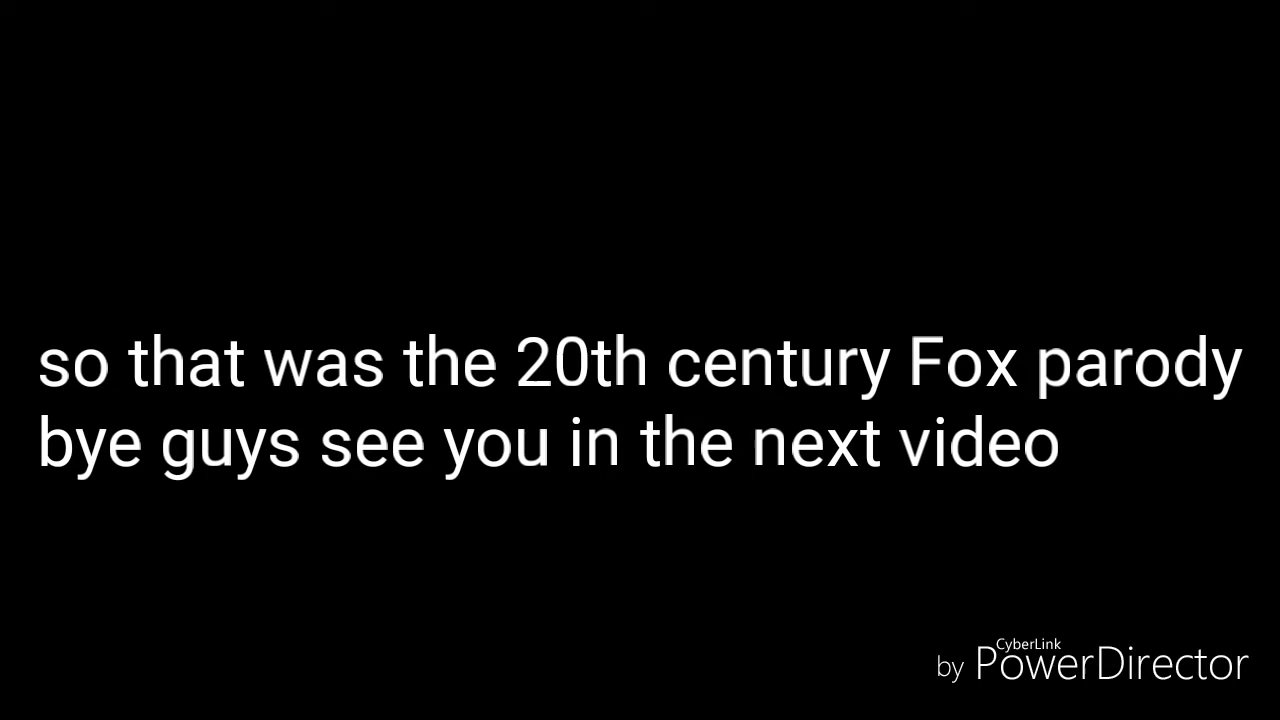 so that was the 20th century Fox parody
bye guys see you in the next video
CyberLink
by PowerDirector